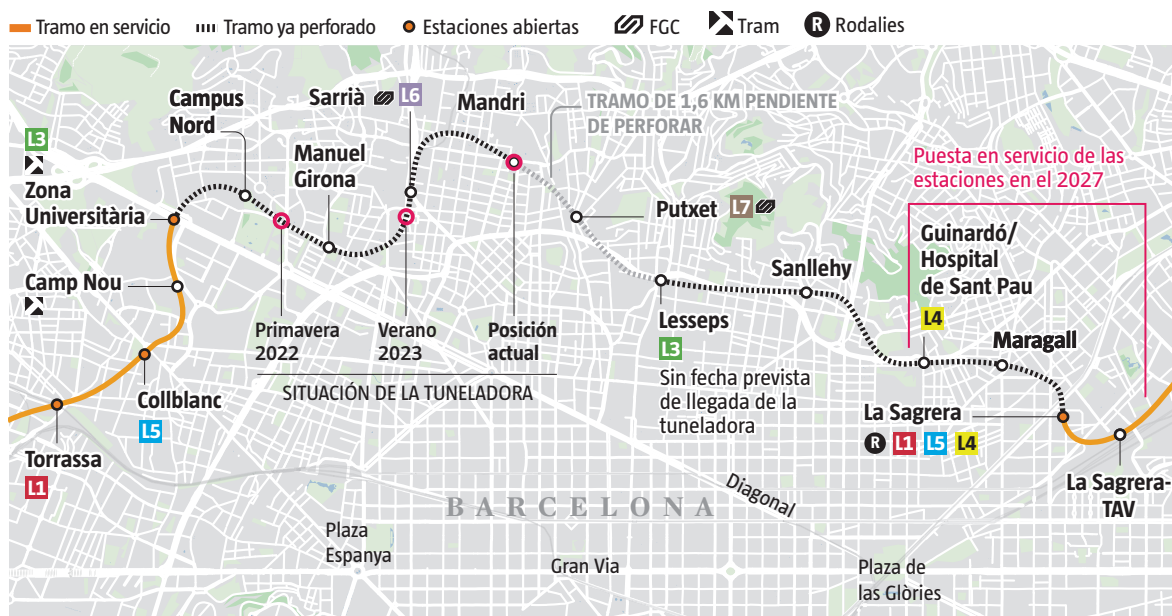 Tramo en servicio
Tramo ya perforado
Estaciones abiertas
FGC
Tram
R Rodalies
Campus
Nord
Sarrià L6
Mandri
TRAMO DE 1,6 KM PENDIENTE
DE PERFORAR
L3
Zona
Universitària
Manuel
Girona
Puesta en servicio de las
estaciones en el 2027
Putxet L7
Guinardó/
Hospital
de Sant Pau
L4
Camp Nou
Sanllehy
Primavera
2022
Verano
2023
Posición
actual
SITUACIÓN DE LA TUNELADORA
Lesseps
L3
Sin fecha prevista
de llegada de la
tuneladora
Maragall
Collblanc
L5
La Sagrera
R L1 L5 L4
Torrassa
L1
La Sagrera-
TAV
Diagonal
BARCELONA
Plaza
Espanya
Gran Via
Plaza de
las Glòries